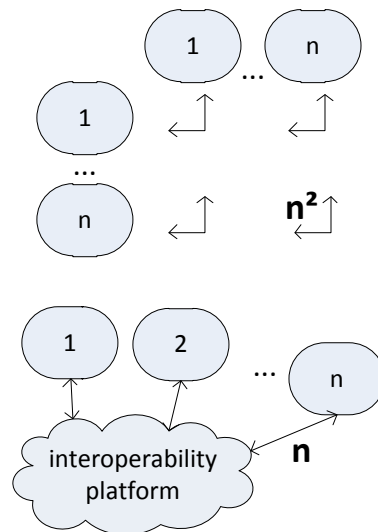 1 ... n
1
...
n
n²
1 2 ... n
n
interoperability
platform